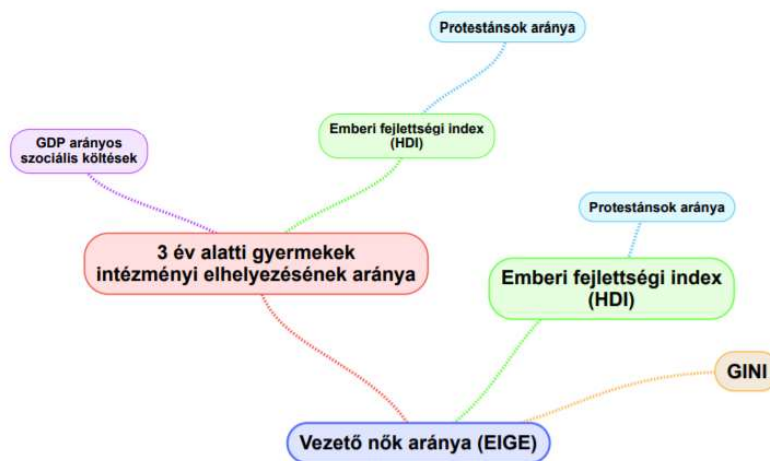 Protestánsok aránya
Emberi fejlettségi index
(HDI)
GDP arányos
szociális költések
Protestánsok aránya
3 év alatti gyermekek
intézményi elhelyezésének aránya
Emberi fejlettségi index
(HDI)
GINI
Vezető nők aránya (EIGE)